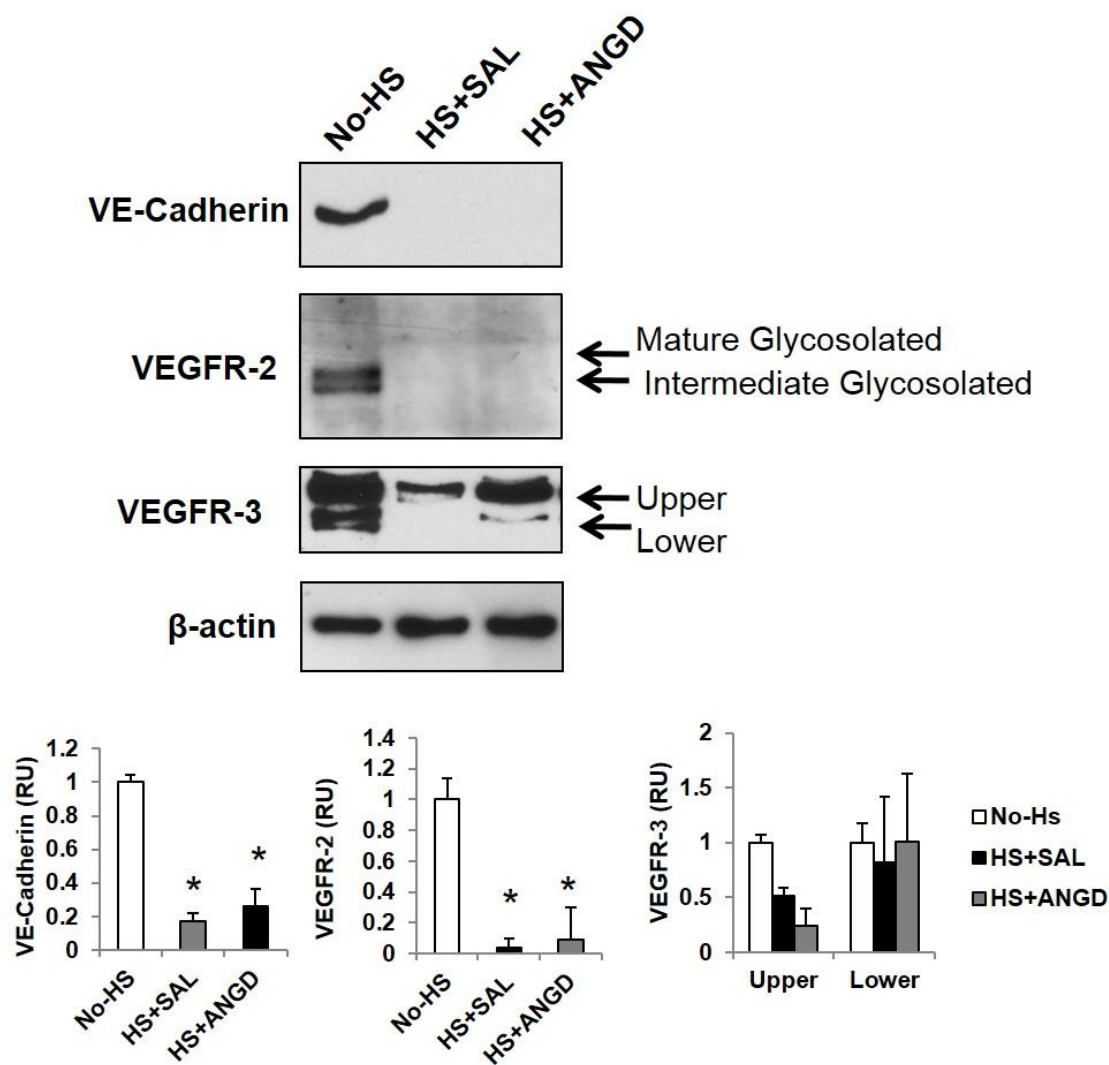 No-HS
HS+SAL
HS+ANGD
VE-Cadherin
VEGFR-2
Mature Glycosolated
Intermediate Glycosolated
VEGFR-3
Upper
Lower
β-actin
VE-Cadherin (RU)
1.2
1
0.8
0.6
0.4
0.2
0
*
*
No-HS
HS+SAL
HS+ANGD
VEGFR-2 (RU)
1.4
1.2
1
0.8
0.6
0.4
0.2
0
*
*
No-HS
HS+SAL
HS+ANGD
VEGFR-3 (RU)
2
1.5
1
0.5
0
Upper
Lower
No-Hs
HS+SAL
HS+ANGD